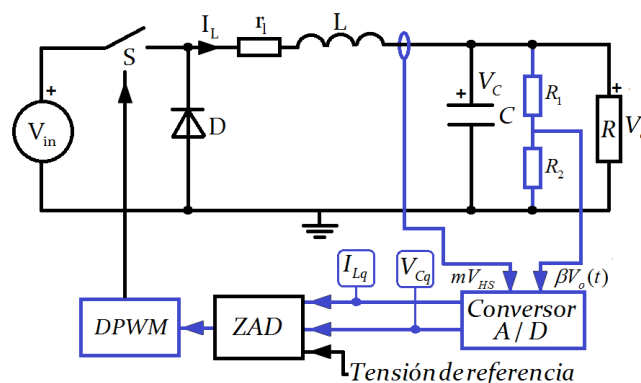 I_L
r_l
L
S
V_in
D
V_C
C
R_1
R_2
R
I_Lq
V_Cq
mV_HS
βV_o(t)
DPWM
ZAD
Conversor
A/D
Tensión de referencia